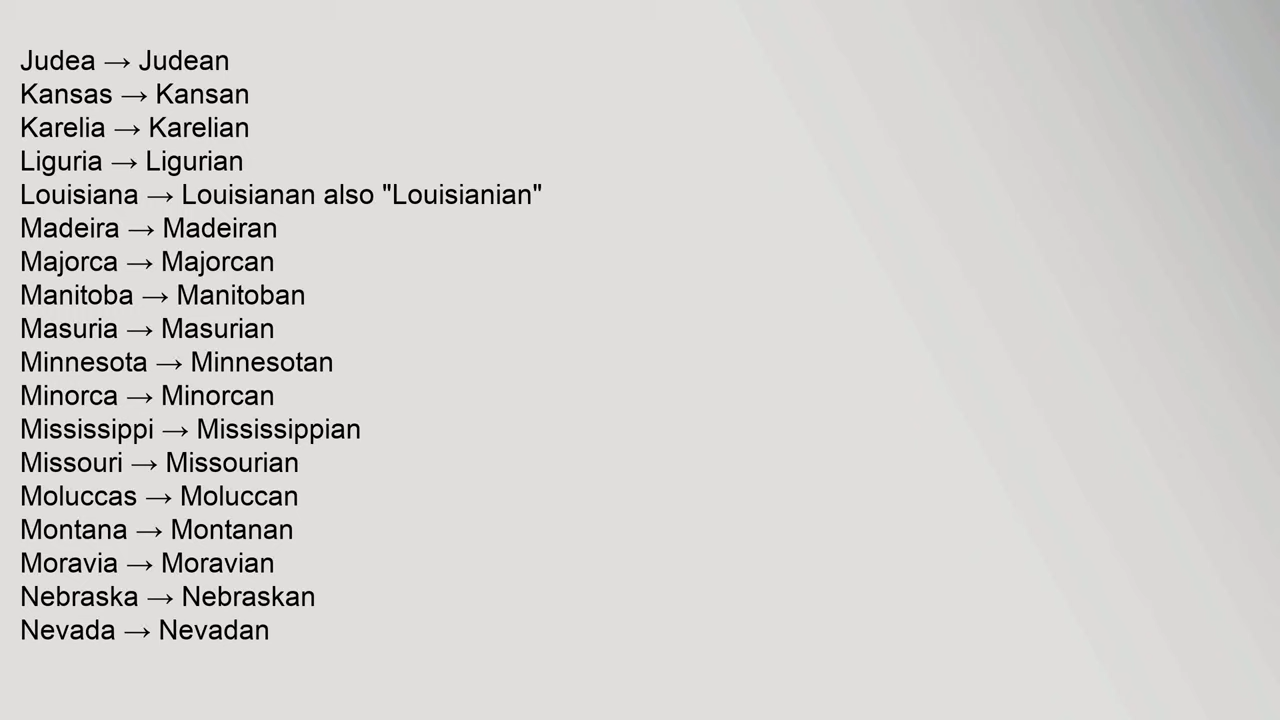 Judea → Judean
Kansas → Kansan
Karelia → Karelian
Liguria → Ligurian
Louisiana → Louisianan also "Louisianian"
Madeira → Madeiran
Majorca → Majorcan
Manitoba → Manitoban
Masuria → Masurian
Minnesota → Minnesotan
Minorca → Minorcan
Mississippi → Mississippian
Missouri → Missourian
Moluccas → Moluccan
Montana → Montanan
Moravia → Moravian
Nebraska → Nebraskan
Nevada → Nevadan